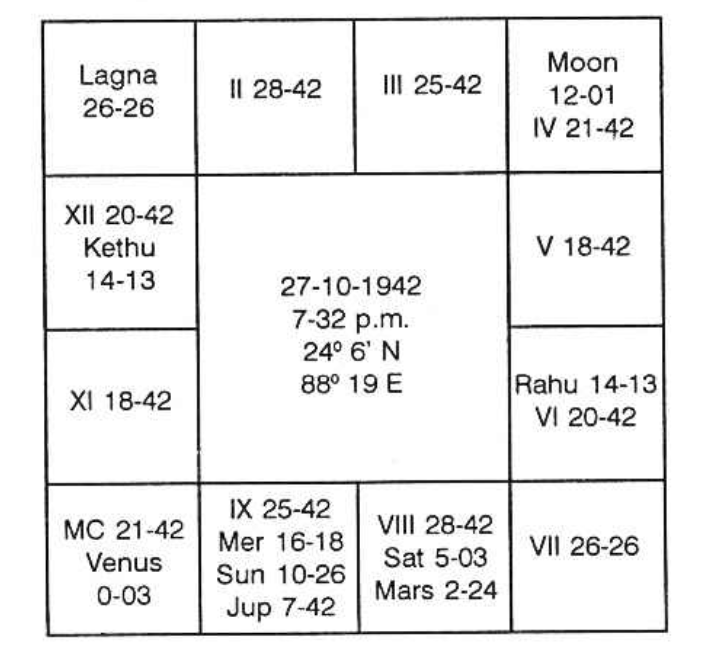 Lagna
26-26
II 28-42
III 25-42
Moon
12-01
IV 21-42
XII 20-42
Kethu
14-13
27-10-1942
7-32 p.m.
24º 6' N
88º 19 E
V 18-42
XI 18-42
Rahu 14-13
VI 20-42
MC 21-42
Venus
0-03
IX 25-42
Mer 16-18
Sun 10-26
Jup 7-42
VIII 28-42
Sat 5-03
Mars 2-24
VII 26-26